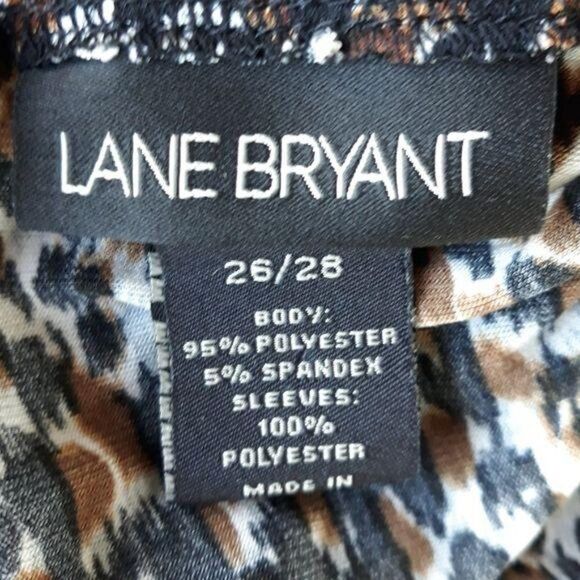 LANE BRYANT
26/28
BODY:
95% POLYESTER
5% SPANDEX
SLEEVES:
100%
POLYESTER
MADE IN